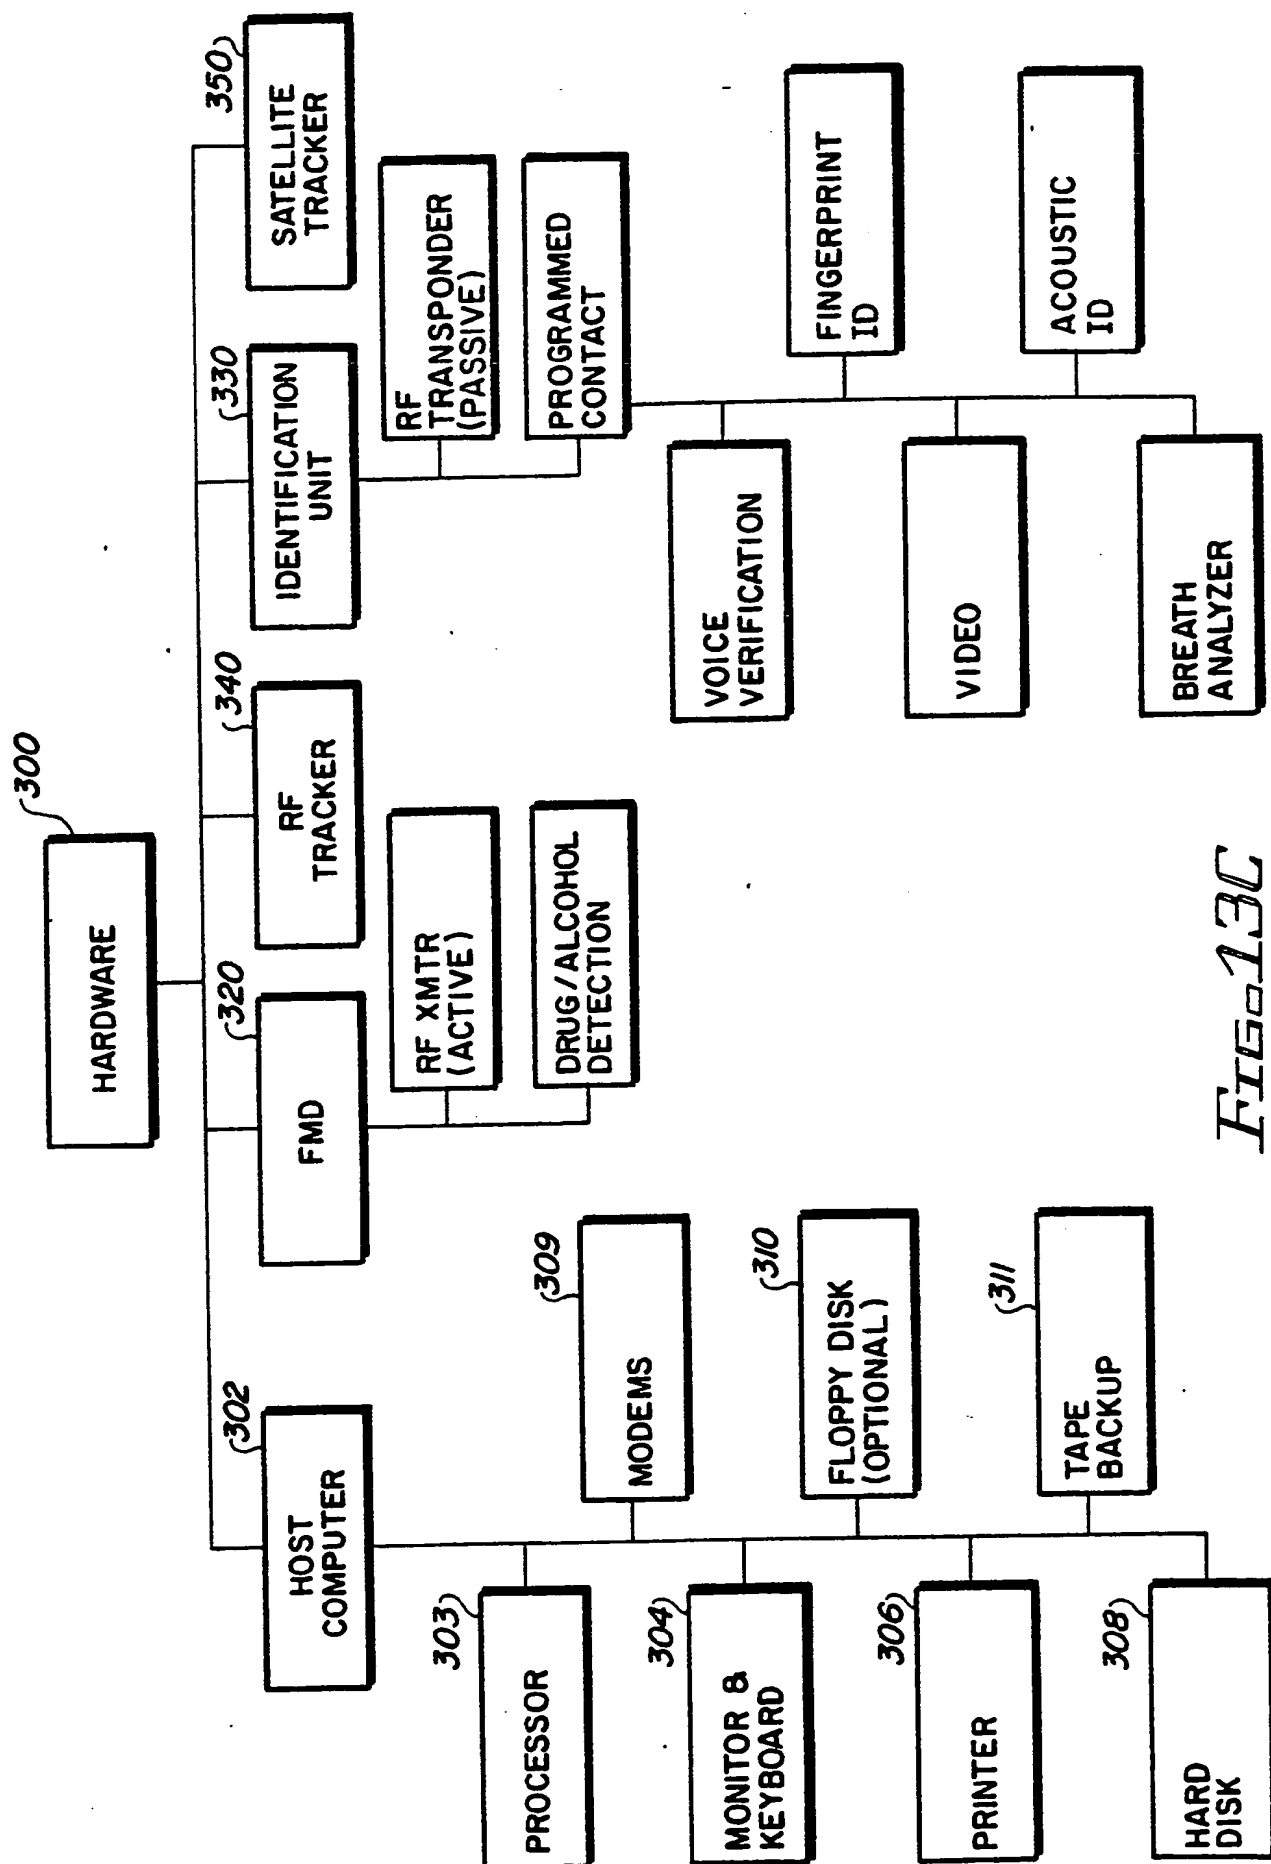 300
HARDWARE
302
HOST
COMPUTER
320
FMD
340
RF
TRACKER
330
IDENTIFICATION
UNIT
350
SATELLITE
TRACKER
303
PROCESSOR
309
MODEMS
304
MONITOR &
KEYBOARD
310
FLOPPY DISK
(OPTIONAL)
306
PRINTER
311
TAPE
BACKUP
308
HARD
DISK
RF XMTR
(ACTIVE)
DRUG/ALCOHOL
DETECTION
RF
TRANSPONDER
(PASSIVE)
PROGRAMMED
CONTACT
VOICE
VERIFICATION
FINGERPRINT
ID
VIDEO
ACOUSTIC
ID
BREATH
ANALYZER
FIG.13C